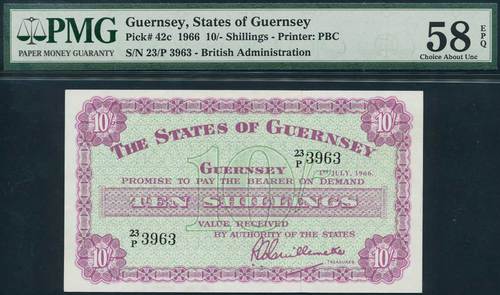 PMG
PAPER MONEY GUARANTY
Guernsey, States of Guernsey
Pick# 42c 1966 10/- Shillings - Printer: PBC
S/N 23/P 3963 - British Administration
58 EPQ
Choice About Unc
10/-
10/-
THE STATES OF GUERNSEY
10/-
23/P 3963
GUERNSEY
1ST JULY, 1966.
PROMISE TO PAY THE BEARER ON DEMAND
TEN SHILLINGS
VALUE RECEIVED
23/P 3963
BY AUTHORITY OF THE STATES
TREASURER
10/-
10/-